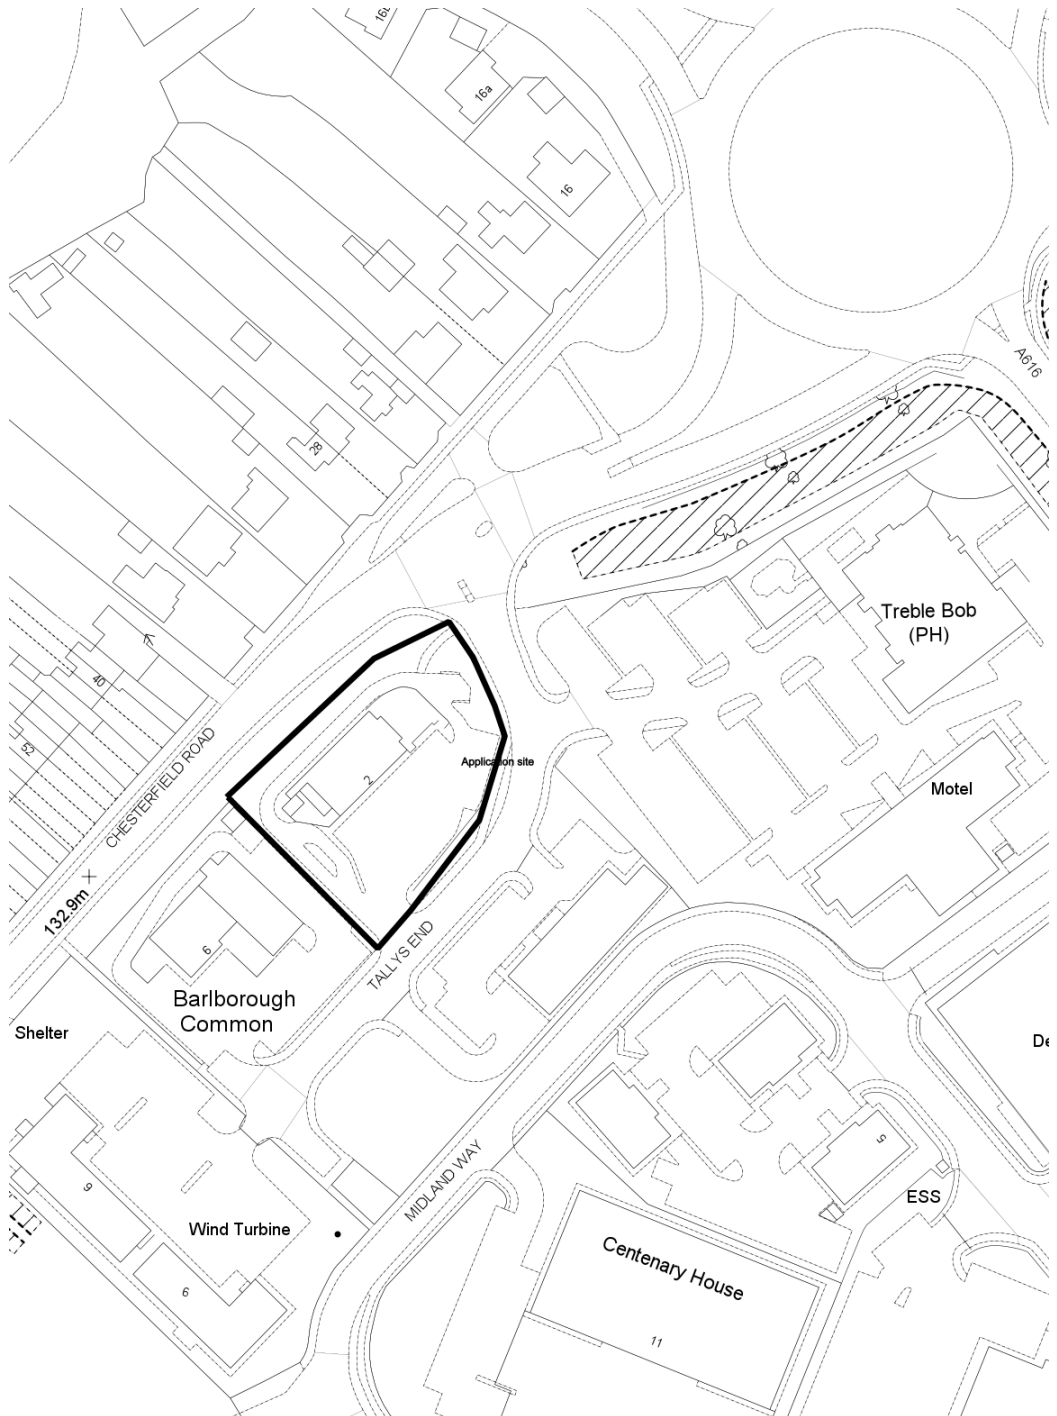 16b
16a
16
A616
28
Treble Bob
(PH)
40
52
CHESTERFIELD ROAD
2
Application site
Motel
132.9m
6
TALLYS END
Barlborough
Common
Shelter
De
MIDLAND WAY
5
9
ESS
Wind Turbine
Centenary House
6
11